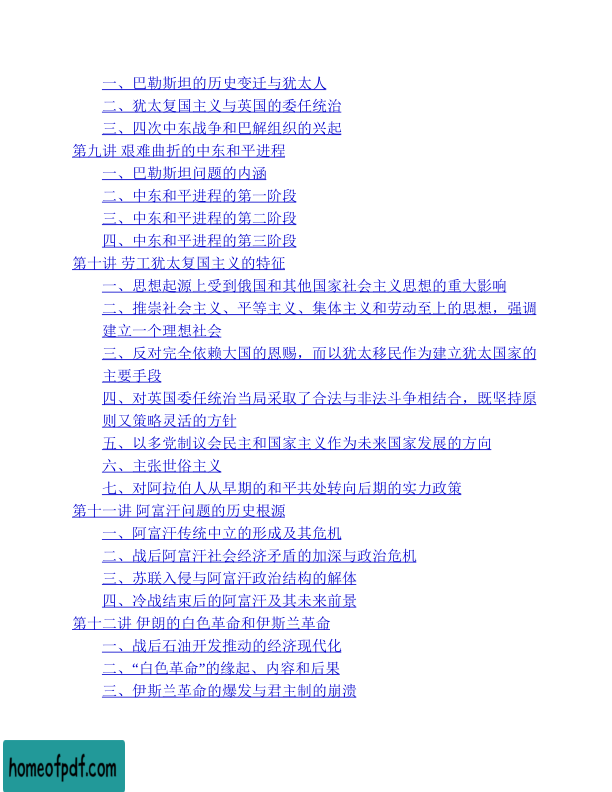 一、巴勒斯坦的历史变迁与犹太人
二、犹太复国主义与英国的委任统治
三、四次中东战争和巴解组织的兴起
第九讲 艰难曲折的中东和平进程
一、巴勒斯坦问题的内涵
二、中东和平进程的第一阶段
三、中东和平进程的第二阶段
四、中东和平进程的第三阶段
第十讲 劳工犹太复国主义的特征
一、思想起源上受到俄国和其他国家社会主义思想的重大影响
二、推崇社会主义、平等主义、集体主义和劳动至上的思想，强调
建立一个理想社会
三、反对完全依赖大国的恩赐，而以犹太移民作为建立犹太国家的
主要手段
四、对英国委任统治当局采取了合法与非法斗争相结合，既坚持原
则又策略灵活的方针
五、以多党制议会民主和国家主义作为未来国家发展的方向
六、主张世俗主义
七、对阿拉伯人从早期的和平共处转向后期的实力政策
第十一讲 阿富汗问题的历史根源
一、阿富汗传统中立的形成及其危机
二、战后阿富汗社会经济矛盾的加深与政治危机
三、苏联入侵与阿富汗政治结构的解体
四、冷战结束后的阿富汗及其未来前景
第十二讲 伊朗的白色革命和伊斯兰革命
一、战后石油开发推动的经济现代化
二、“白色革命”的缘起、内容和后果
三、伊斯兰革命的爆发与君主制的崩溃
homeofpdf.com